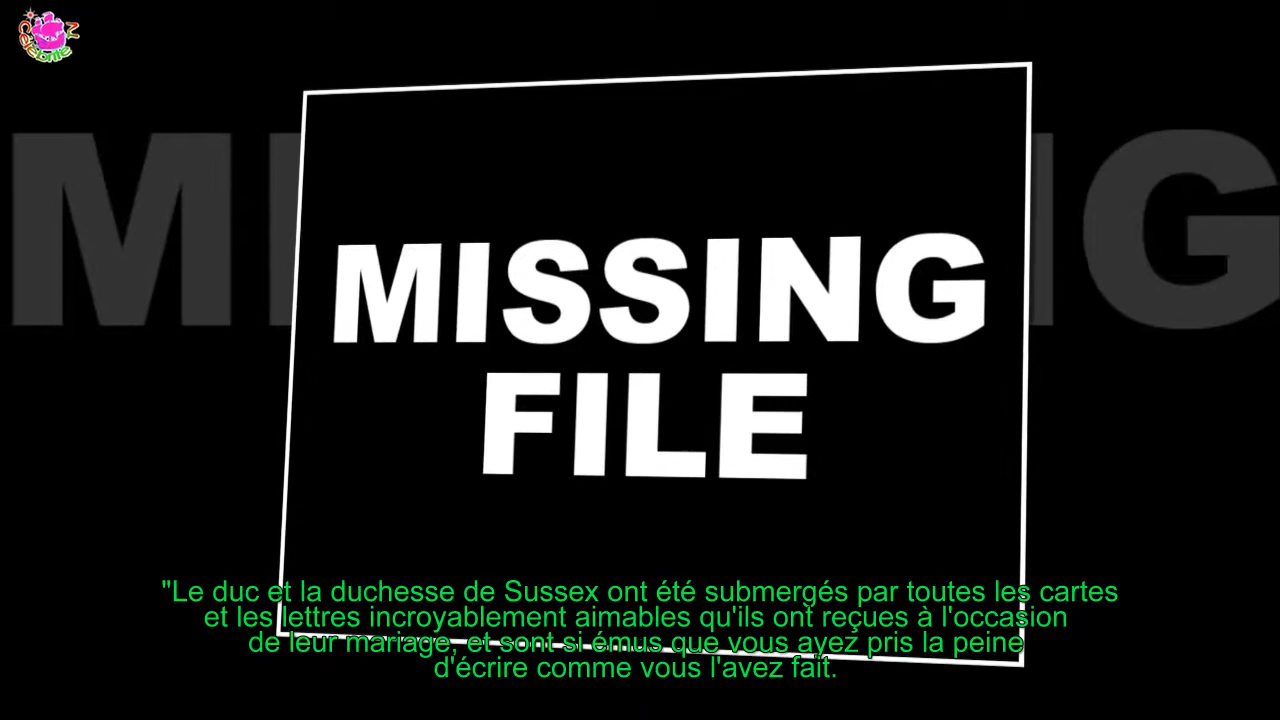 Célébrité
N
MISSING
MISSING
FILE
"Le duc et la duchesse de Sussex ont été submergés par toutes les cartes
et les lettres incroyablement aimables qu'ils ont reçues à l'occasion
de leur mariage, et sont si émus que vous ayez pris la peine
d'écrire comme vous l'avez fait.